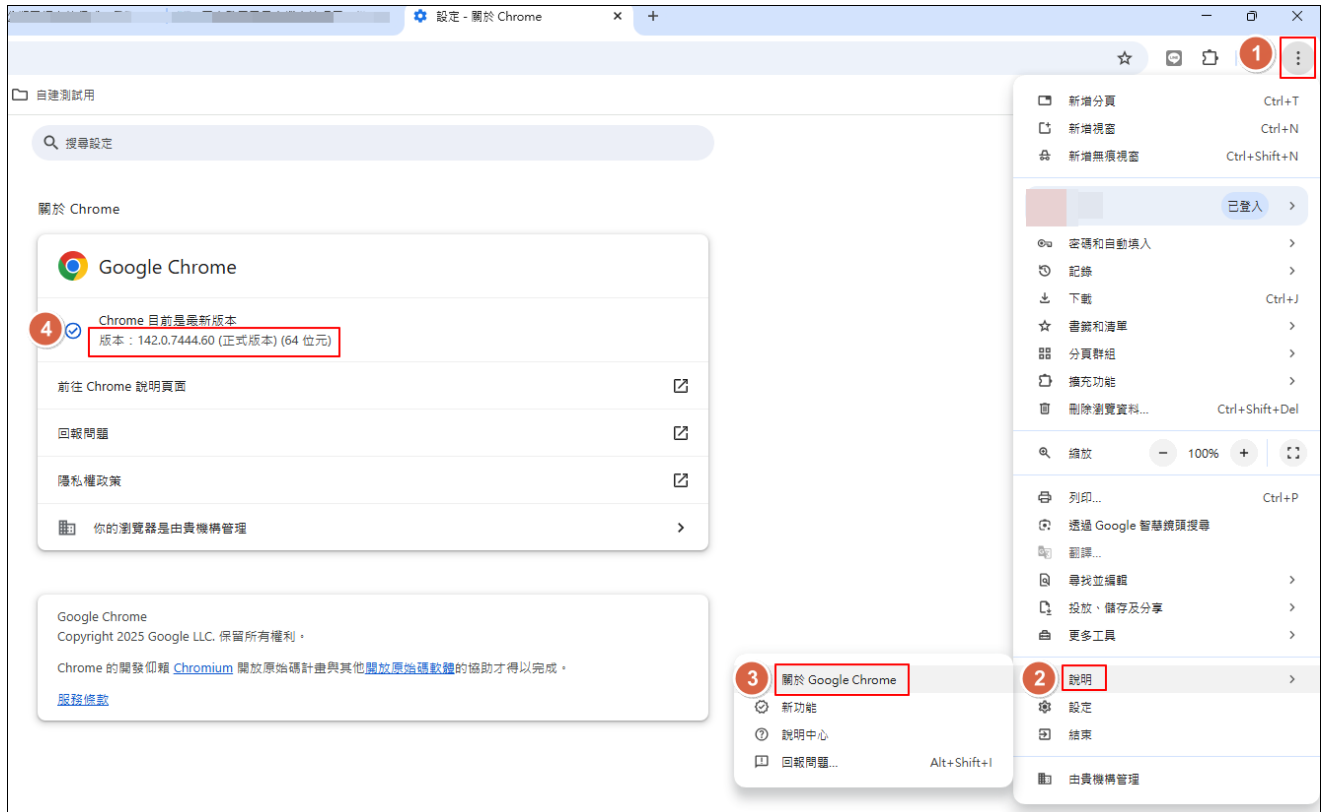 設定 - 關於 Chrome
1
自建測試用
搜尋設定
關於 Chrome
Google Chrome
4
Chrome 目前是最新版本
版本：142.0.7444.60 (正式版本) (64 位元)
前往 Chrome 說明頁面
回報問題
隱私權政策
你的瀏覽器是由貴機構管理
Google Chrome
Copyright 2025 Google LLC. 保留所有權利。
Chrome 的開發仰賴 Chromium 開放原始碼計畫與其他開放原始碼軟體的協助才得以完成。
服務條款
新增分頁 Ctrl+T
新增視窗 Ctrl+N
新增無痕視窗 Ctrl+Shift+N
已登入
密碼和自動填入
記錄
下載 Ctrl+J
書籤和清單
分頁群組
擴充功能
刪除瀏覽資料... Ctrl+Shift+Del
縮放 - 100% +
列印... Ctrl+P
透過 Google 智慧鏡頭搜尋
翻譯...
尋找並編輯
投放、儲存及分享
更多工具
2 說明
設定
結束
由貴機構管理
3 關於 Google Chrome
新功能
說明中心
回報問題... Alt+Shift+I